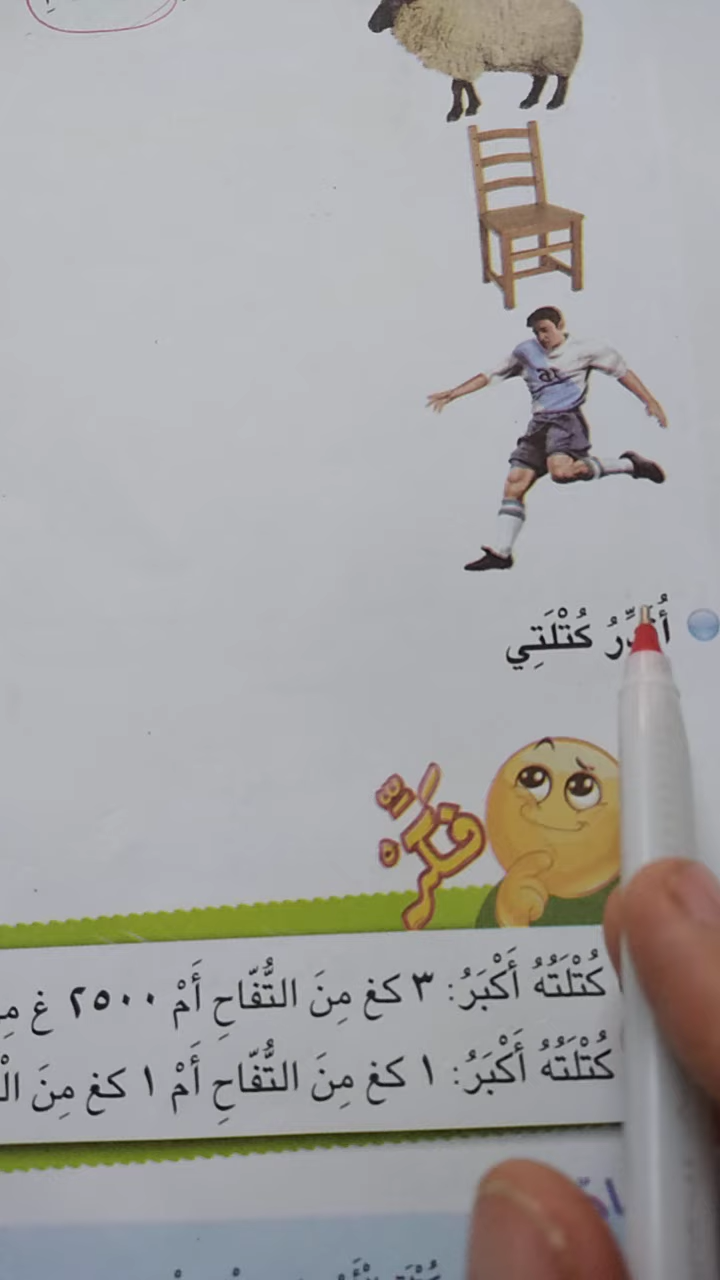 أُقَدِّرُ كُتْلَتِي
فَكِّرْ
كُتْلَتُهُ أَكْبَرُ: ٣ كغ مِنَ التُّفّاحِ أَمْ ٢٥٠٠ غ
كُتْلَتُهُ أَكْبَرُ: ١ كغ مِنَ التُّفّاحِ أَمْ ١ كغ مِنَ